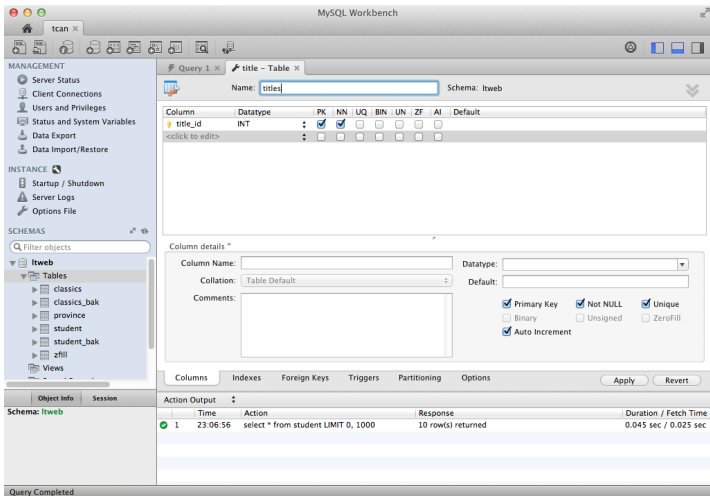 MySQL Workbench
tcan
MANAGEMENT
Server Status
Client Connections
Users and Privileges
Status and System Variables
Data Export
Data Import/Restore
INSTANCE
Startup / Shutdown
Server Logs
Options File
SCHEMAS
Filter objects
ltweb
Tables
classics
classics_bak
province
student
student_bak
zfill
Views
Object Info Session
Schema: ltweb
Query 1 title - Table
Name: titles Schema: ltweb
Column Datatype PK NN UQ BIN UN ZF AI Default
title_id INT
<click to edit>
Column details "
Column Name: Datatype:
Collation: Table Default Default:
Comments: Primary Key Not NULL Unique
Binary Unsigned ZeroFill
Auto Increment
Columns Indexes Foreign Keys Triggers Partitioning Options Apply Revert
Action Output
Time Action Response Duration / Fetch Time
1 23:06:56 select * from student LIMIT 0, 1000 10 row(s) returned 0.045 sec / 0.025 sec
Query Completed